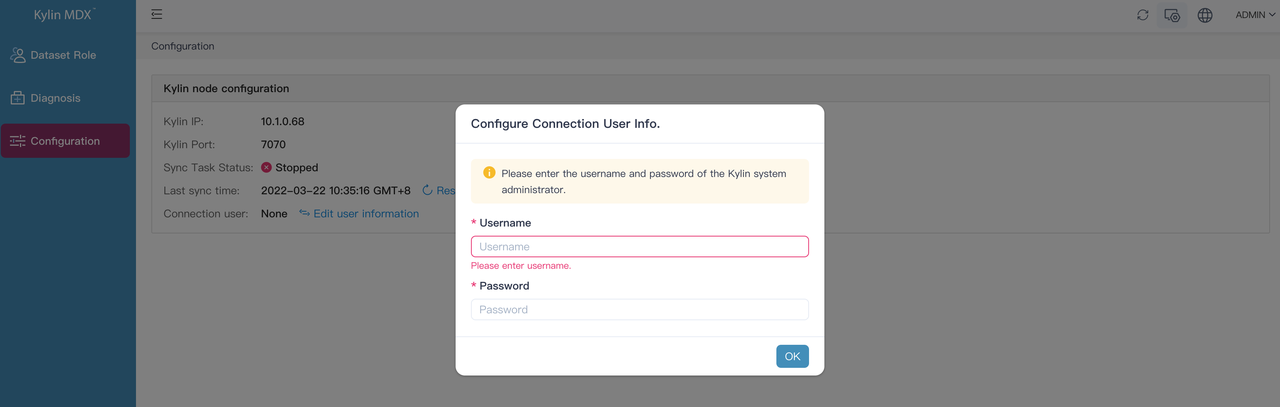 Kylin MDX
ADMIN
Dataset Role
Diagnosis
Configuration
Configuration
Kylin node configuration
Kylin IP: 10.1.0.68
Kylin Port: 7070
Sync Task Status: Stopped
Last sync time: 2022-03-22 10:35:16 GMT+8 Res
Connection user: None Edit user information
Configure Connection User Info.
Please enter the username and password of the Kylin system
administrator.
* Username
Username
Please enter username.
* Password
Password
OK